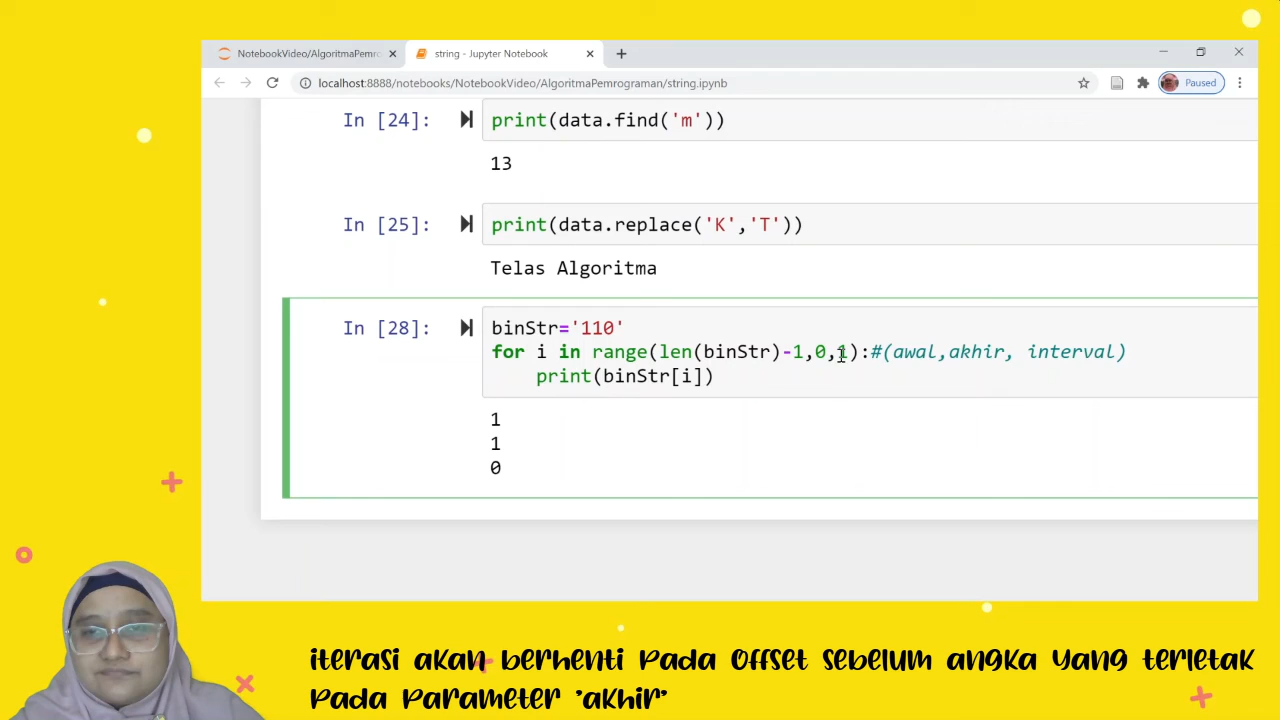 NotebookVideo/AlgoritmaPemro
string - Jupyter Notebook
localhost:8888/notebooks/NotebookVideo/AlgoritmaPemrograman/string.ipynb
Paused
In [24]:
print(data.find('m'))
13
In [25]:
print(data.replace('K','T'))
Telas Algoritma
In [28]:
binStr='110'
for i in range(len(binStr)-1,0,1):#(awal,akhir, interval)
print(binStr[i])
1
1
0
iterasi akan berhenti pada offset sebelum angka yang terletak
pada parameter 'akhir'